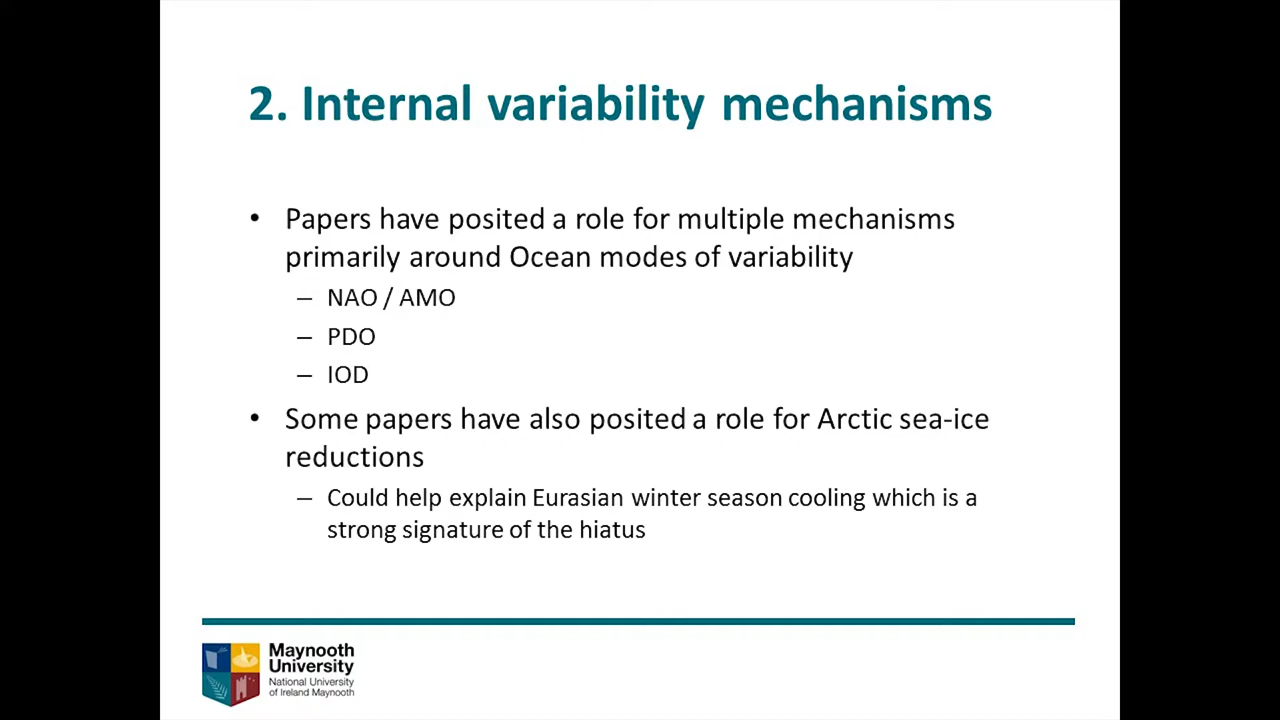 2. Internal variability mechanisms
• Papers have posited a role for multiple mechanisms
primarily around Ocean modes of variability
– NAO / AMO
– PDO
– IOD
• Some papers have also posited a role for Arctic sea-ice
reductions
– Could help explain Eurasian winter season cooling which is a
strong signature of the hiatus
Maynooth
University
National University
of Ireland Maynooth